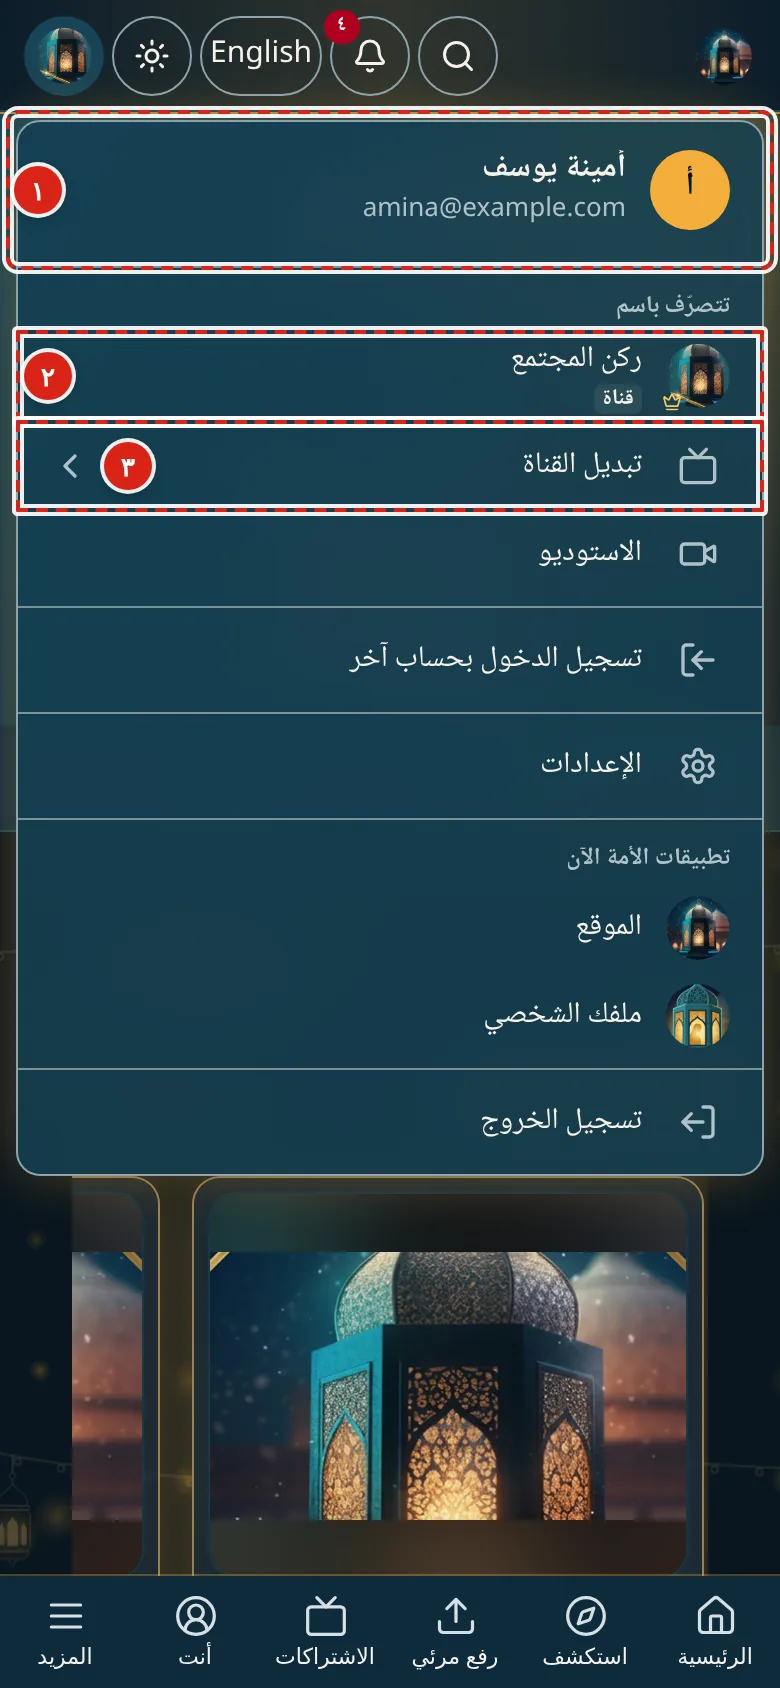 English
٤
أمينة يوسف
أ
amina@example.com
١
تتصرّف باسم
ركن المجتمع
قناة
٢
تبديل القناة
٣
الاستوديو
تسجيل الدخول بحساب آخر
الإعدادات
تطبيقات الأمة الآن
الموقع
ملفك الشخصي
تسجيل الخروج
الرئيسية
استكشف
رفع مرئي
الاشتراكات
أنت
المزيد